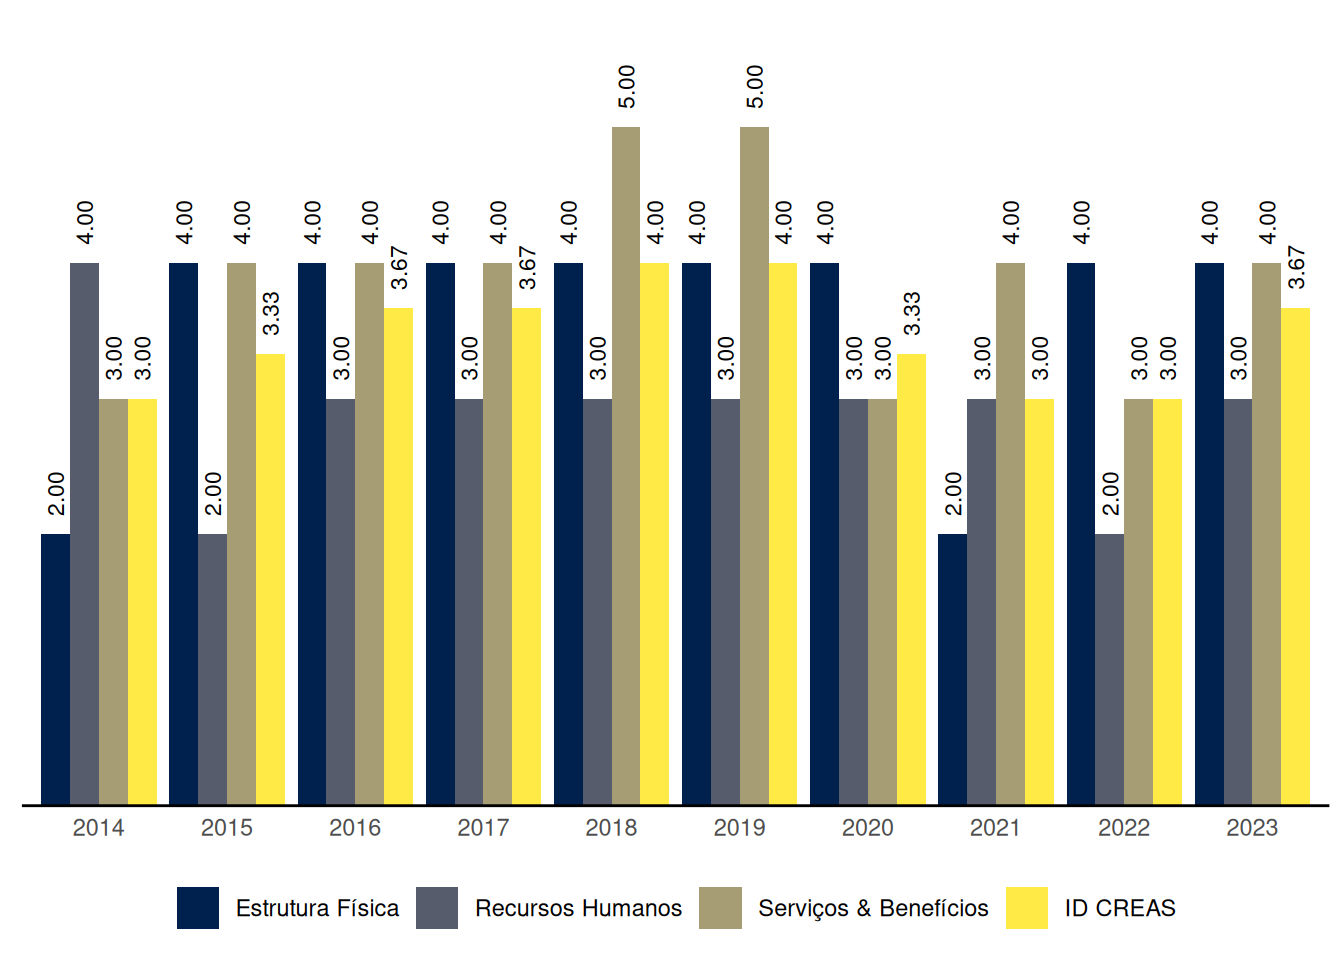 5.00 5.00
4.00 4.00 4.00 4.00 4.00 4.00 4.00 4.00 4.00 4.00 4.00 4.00 4.00 4.00 4.00 4.00
3.67 3.67 3.67
3.33 3.33
3.00 3.00 3.00 3.00 3.00 3.00 3.00 3.00 3.00 3.00 3.00 3.00 3.00
2.00 2.00 2.00 2.00
2014 2015 2016 2017 2018 2019 2020 2021 2022 2023
Estrutura Física Recursos Humanos Serviços & Benefícios ID CREAS